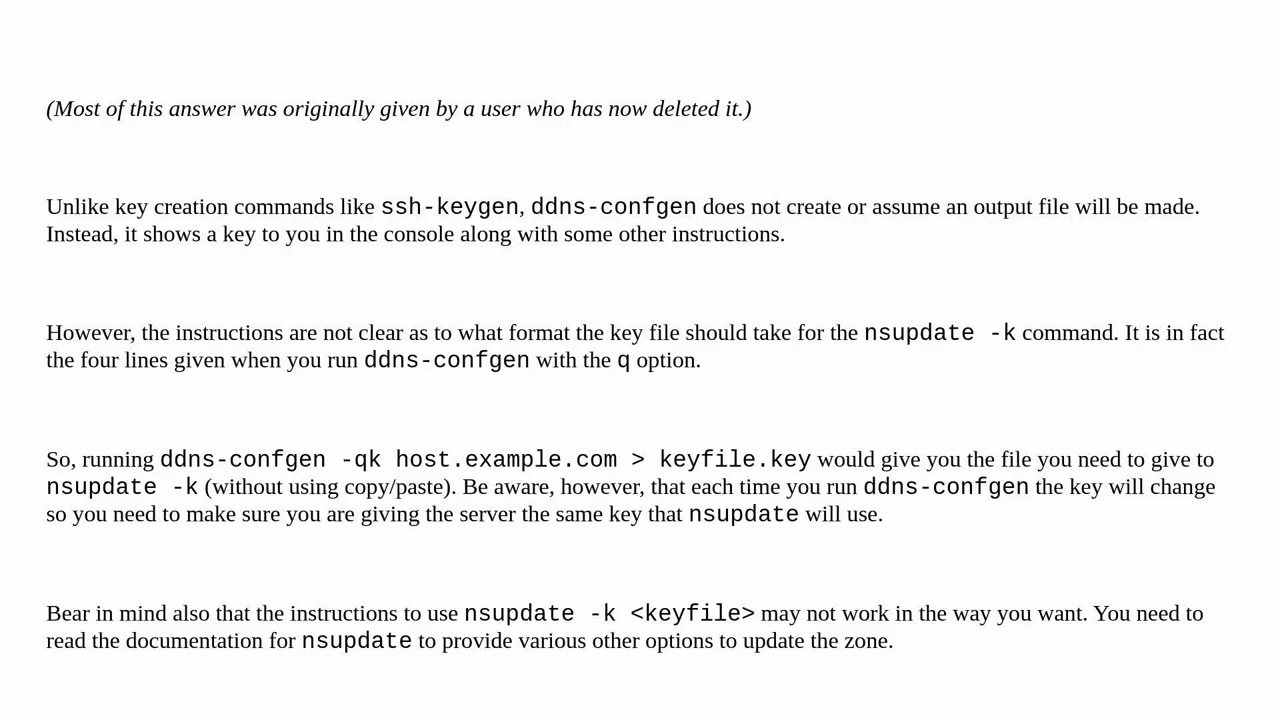 (Most of this answer was originally given by a user who has now deleted it.)
Unlike key creation commands like ssh-keygen, ddns-confgen does not create or assume an output file will be made.
Instead, it shows a key to you in the console along with some other instructions.
However, the instructions are not clear as to what format the key file should take for the nsupdate -k command. It is in fact
the four lines given when you run ddns-confgen with the q option.
So, running ddns-confgen -qk host.example.com > keyfile.key would give you the file you need to give to
nsupdate -k (without using copy/paste). Be aware, however, that each time you run ddns-confgen the key will change
so you need to make sure you are giving the server the same key that nsupdate will use.
Bear in mind also that the instructions to use nsupdate -k <keyfile> may not work in the way you want. You need to
read the documentation for nsupdate to provide various other options to update the zone.